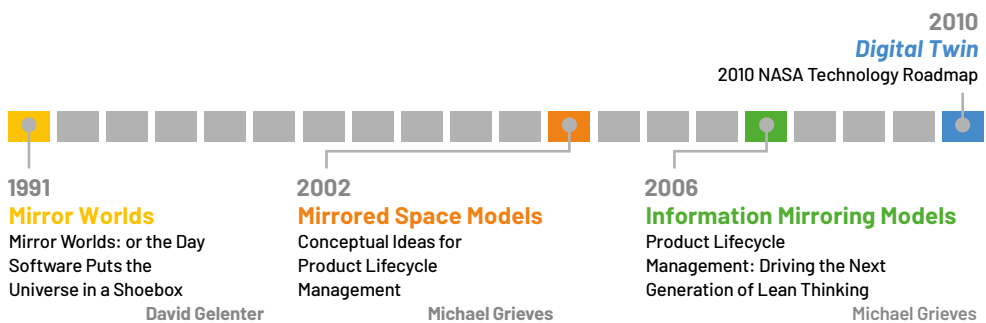 2010
Digital Twin
2010 NASA Technology Roadmap
1991
Mirror Worlds
Mirror Worlds: or the Day
Software Puts the
Universe in a Shoebox
David Gelenter
2002
Mirrored Space Models
Conceptual Ideas for
Product Lifecycle
Management
Michael Grieves
2006
Information Mirroring Models
Product Lifecycle
Management: Driving the Next
Generation of Lean Thinking
Michael Grieves